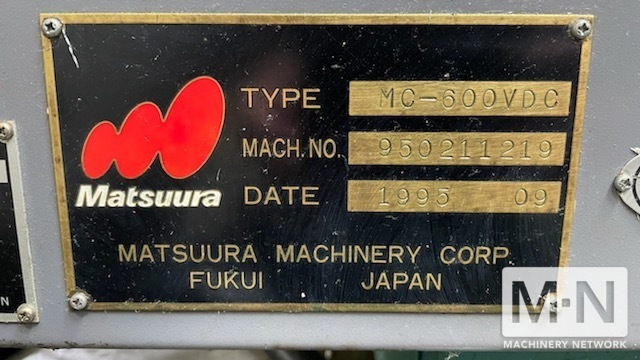 TYPE MC-600VDC
MACH.NO. 950211219
Matsuura
DATE 1995 09
MATSUURA MACHINERY CORP.
FUKUI JAPAN
N
M·N
MACHINERY NETWORK